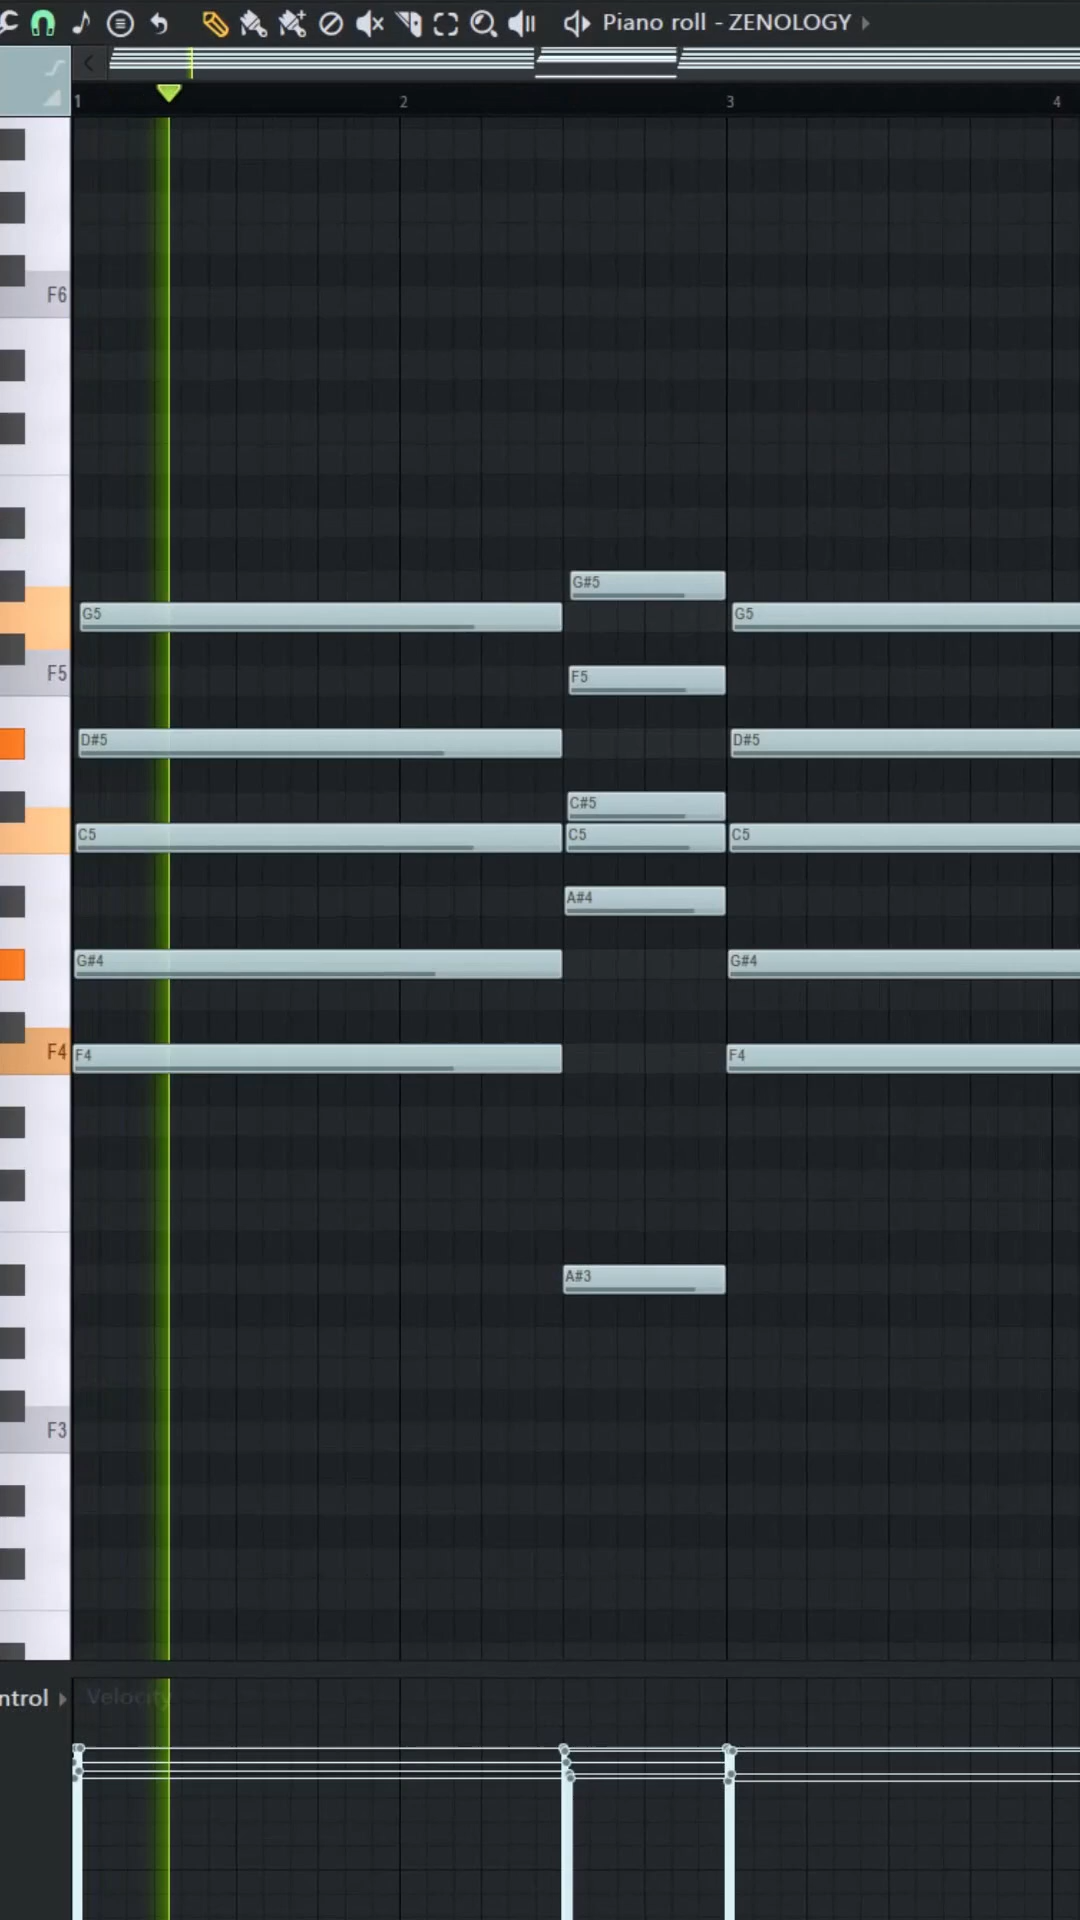 Piano roll - ZENOLOGY
1 2 3 4
F6
G#5
G5 G5
F5 F5
D#5 D#5
C#5
C5 C5 C5
A#4
G#4 G#4
F4 F4 F4
A#3
F3
ntrol Velocity